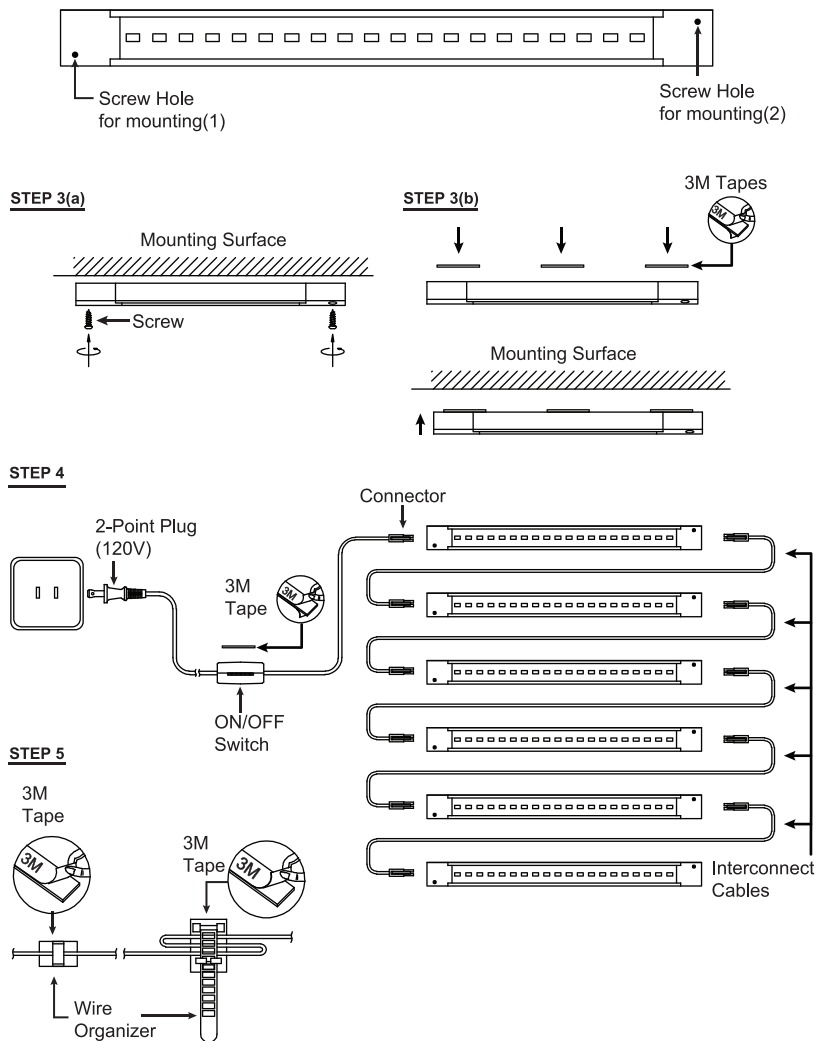 Screw Hole
for mounting(1)
Screw Hole
for mounting(2)
STEP 3(a)
Mounting Surface
Screw
STEP 3(b)
3M Tapes
3M
Mounting Surface
STEP 4
2-Point Plug
(120V)
3M
Tape
3M
ON/OFF
Switch
Connector
Interconnect
Cables
STEP 5
3M
Tape
3M
3M
Tape
3M
Wire
Organizer